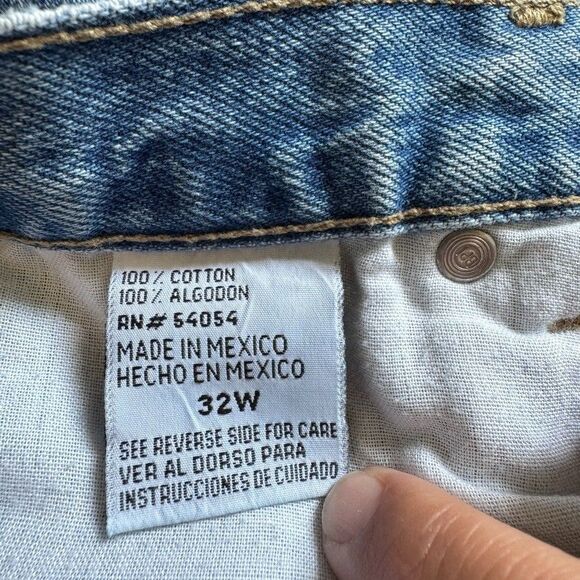 100% COTTON
100% ALGODON
RN# 54054
MADE IN MEXICO
HECHO EN MEXICO
32W
SEE REVERSE SIDE FOR CARE
VER AL DORSO PARA
INSTRUCCIONES DE CUIDADO